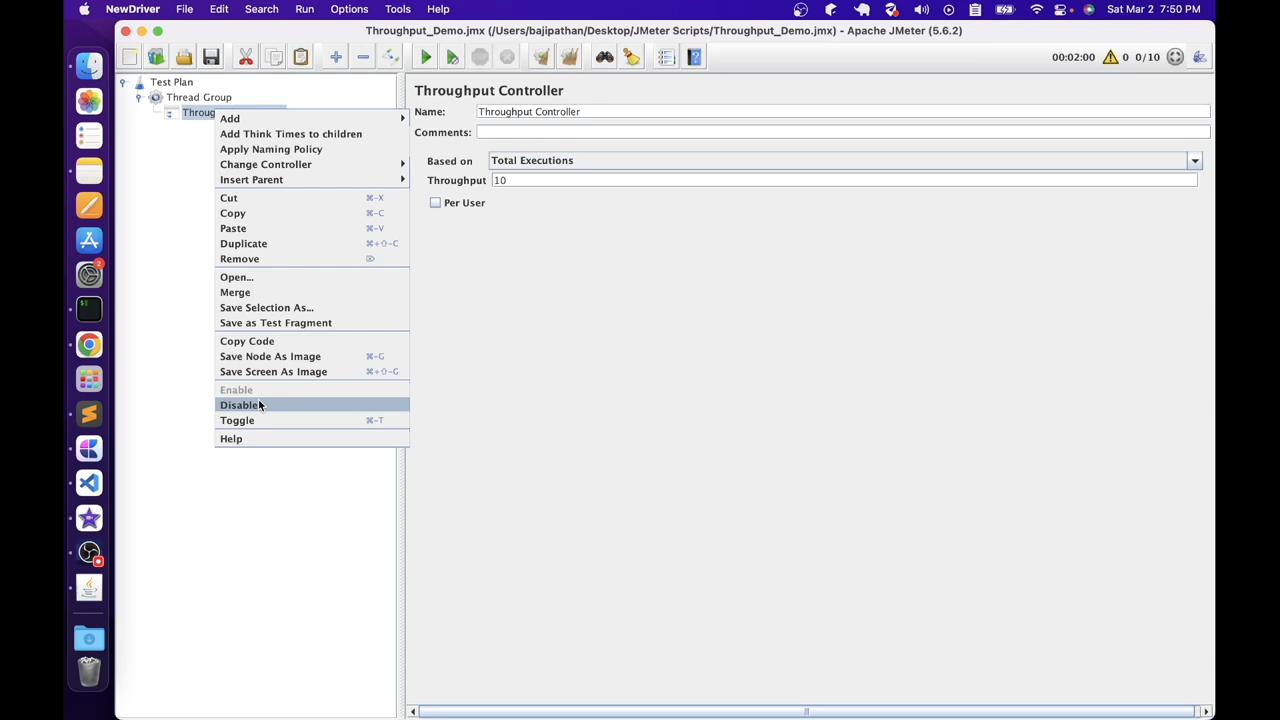 NewDriver File Edit Search Run Options Tools Help Sat Mar 2 7:50 PM
Throughput_Demo.jmx (/Users/bajipathan/Desktop/JMeter Scripts/Throughput_Demo.jmx) - Apache JMeter (5.6.2)
00:02:00 0 0/10
Test Plan
Thread Group
Throug
Add
Add Think Times to children
Apply Naming Policy
Change Controller
Insert Parent
Cut ⌘-X
Copy ⌘-C
Paste ⌘-V
Duplicate ⌘+⇧-C
Remove ⌦
Open...
Merge
Save Selection As...
Save as Test Fragment
Copy Code
Save Node As Image ⌘-G
Save Screen As Image ⌘+⇧-G
Enable
Disable
Toggle ⌘-T
Help
Throughput Controller
Name: Throughput Controller
Comments:
Based on Total Executions
Throughput 10
Per User
2